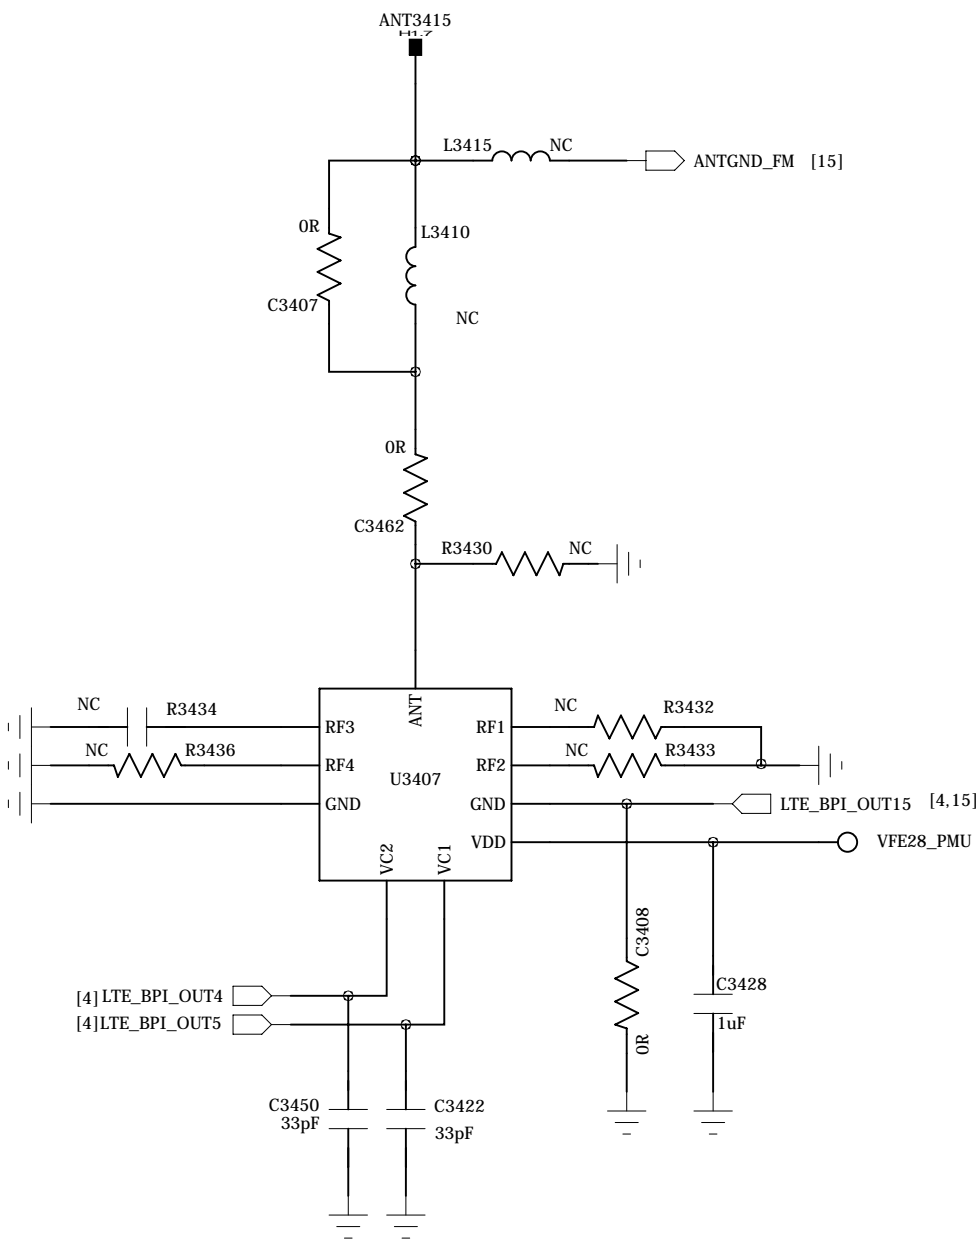 ANT3415
H1.7
L3415 NC
ANTGND_FM [15]
0R
L3410
C3407
NC
0R
C3462
R3430 NC
NC R3434
RF3
ANT
RF1
NC R3432
NC R3436
RF4
U3407
RF2
NC R3433
GND
GND
LTE_BPI_OUT15 [4,15]
VDD
VFE28_PMU
VC2
VC1
C3408
C3428
1uF
0R
[4] LTE_BPI_OUT4
[4]LTE_BPI_OUT5
C3450
33pF
C3422
33pF